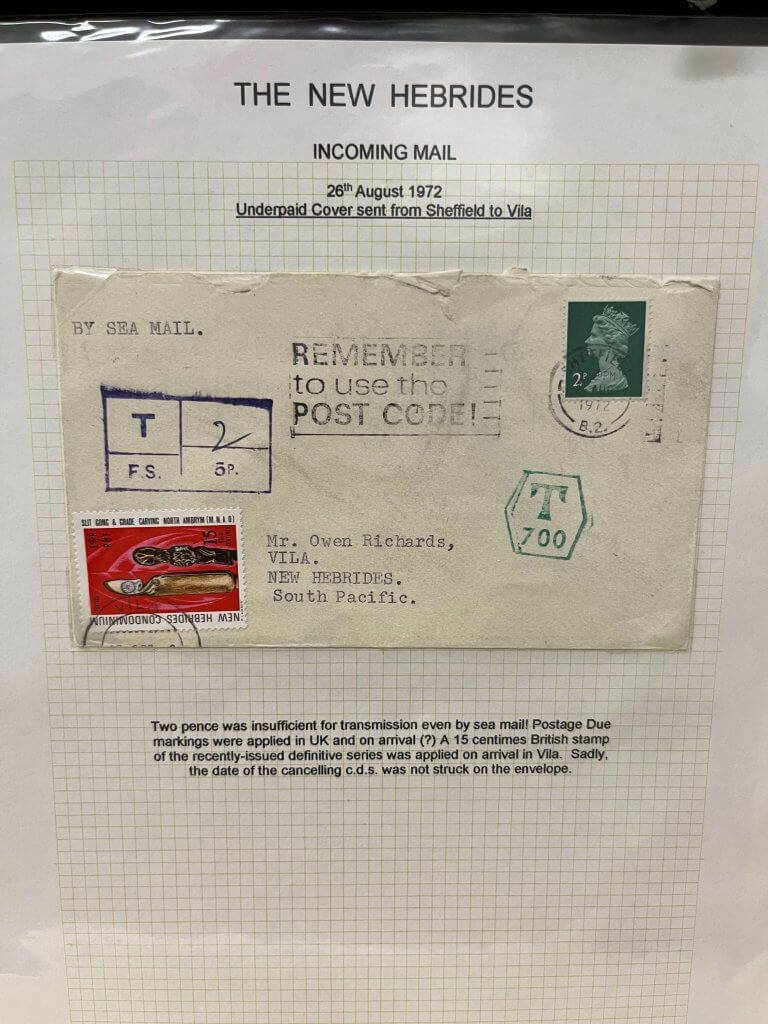 THE NEW HEBRIDES
INCOMING MAIL
26th August 1972
Underpaid Cover sent from Sheffield to Vila
BY SEA MAIL.
REMEMBER
to use the
POST CODE!
2P
1972
B.2.
T
2
F.S.
5P.
T
700
SLIT GONG & GRADE CARVING NORTH AMBRYM (M.N.A.O)
E II R
15
NEW HEBRIDES CONDOMINIUM
VILA
Mr. Owen Richards,
VILA.
NEW HEBRIDES.
South Pacific.
Two pence was insufficient for transmission even by sea mail! Postage Due
markings were applied in UK and on arrival (?) A 15 centimes British stamp
of the recently-issued definitive series was applied on arrival in Vila. Sadly,
the date of the cancelling c.d.s. was not struck on the envelope.